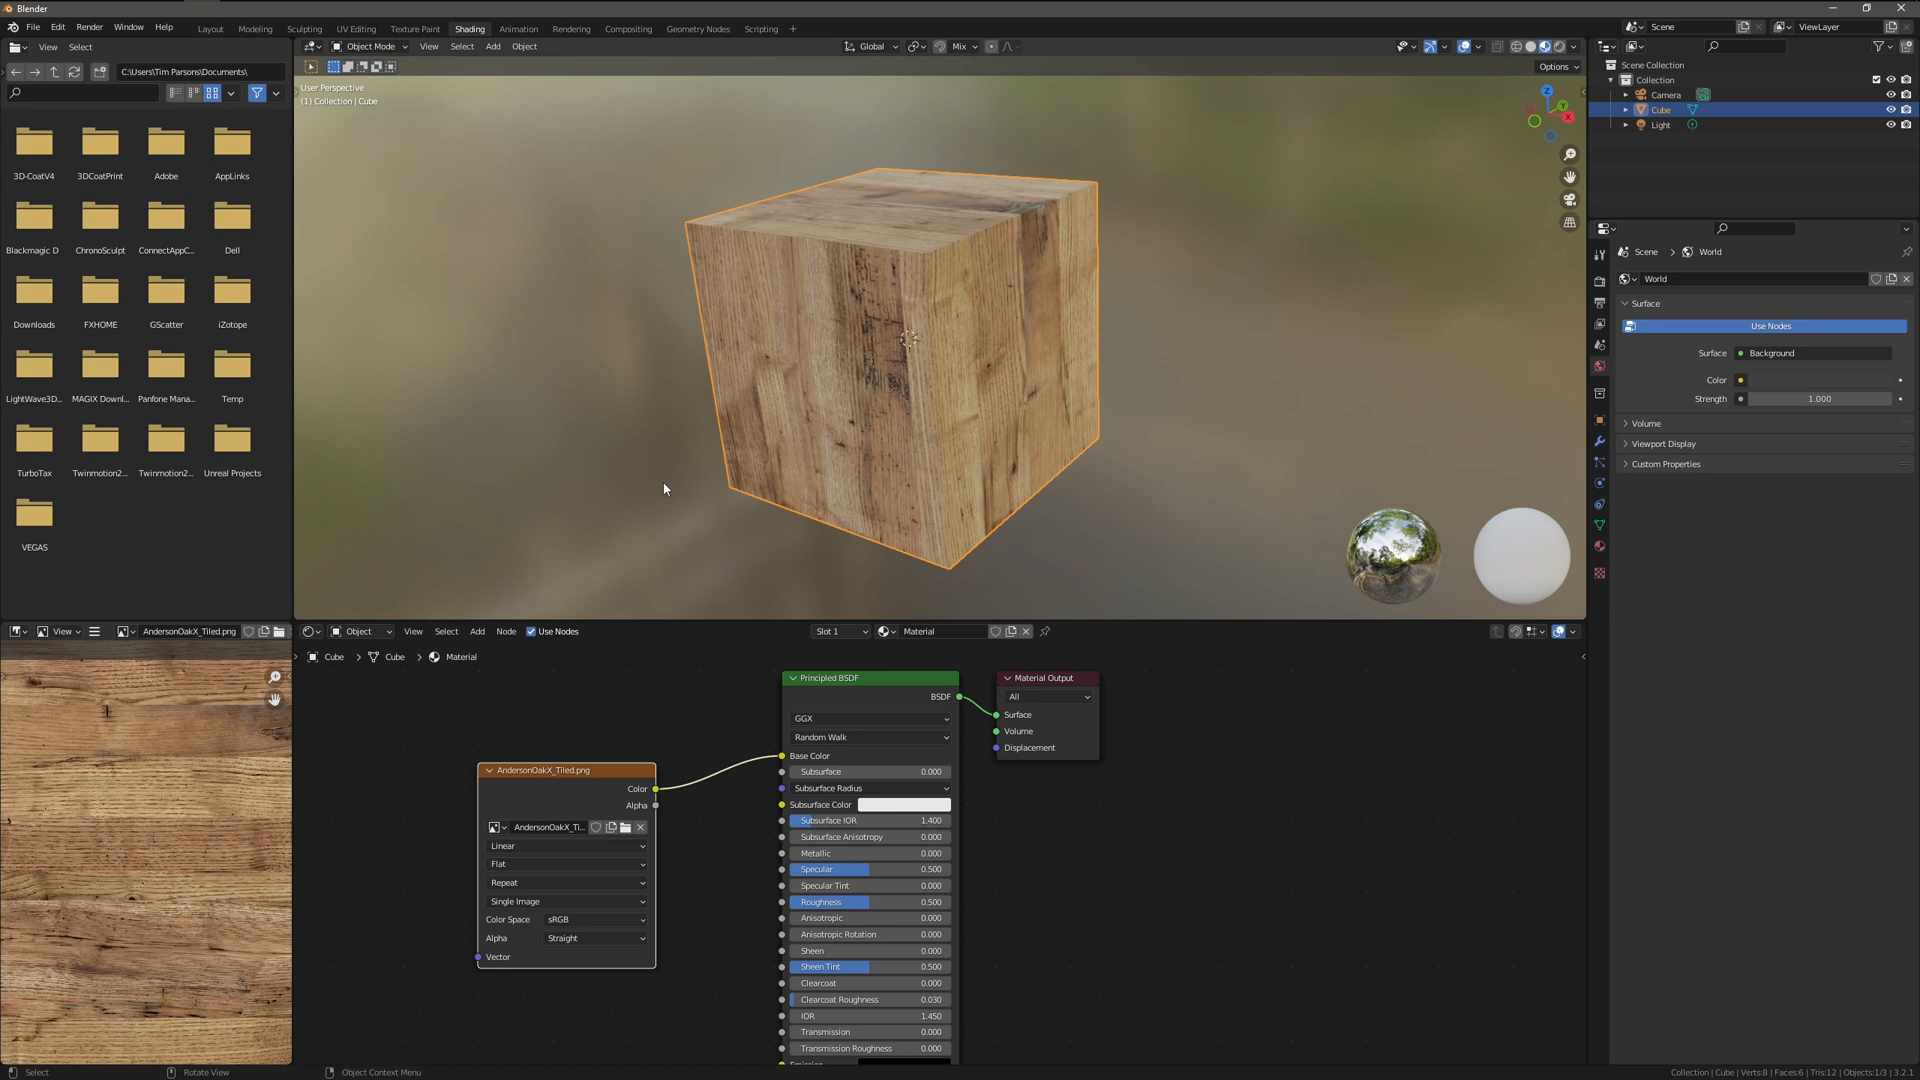 Blender
File Edit Render Window Help
Layout Modeling Sculpting UV Editing Texture Paint Shading Animation Rendering Compositing Geometry Nodes Scripting +
Scene
ViewLayer
View Select
Object Mode View Select Add Object
Global
Mix
C:\Users\Tim Parsons\Documents\
Options
3D-CoatV4 3DCoatPrint Adobe AppLinks
Blackmagic D ChronoSculpt ConnectAppC... Dell
Downloads FXHOME GScatter iZotope
LightWave3D... MAGIX Downl... Panfone Mana... Temp
TurboTax Twinmotion2... Twinmotion2... Unreal Projects
VEGAS
User Perspective
(1) Collection | Cube
Z
Y
X
Scene Collection
Collection
Camera
Cube
Light
Scene > World
World
Surface
Use Nodes
Surface Background
Color
Strength 1.000
Volume
Viewport Display
Custom Properties
View AndersonOakX_Tiled.png
Object View Select Add Node Use Nodes Slot 1 Material
Cube > Cube > Material
AndersonOakX_Tiled.png
Color
Alpha
AndersonOakX_Ti...
Linear
Flat
Repeat
Single Image
Color Space sRGB
Alpha Straight
Vector
Principled BSDF
BSDF
GGX
Random Walk
Base Color
Subsurface 0.000
Subsurface Radius
Subsurface Color
Subsurface IOR 1.400
Subsurface Anisotropy 0.000
Metallic 0.000
Specular 0.500
Specular Tint 0.000
Roughness 0.500
Anisotropic 0.000
Anisotropic Rotation 0.000
Sheen 0.000
Sheen Tint 0.500
Clearcoat 0.000
Clearcoat Roughness 0.030
IOR 1.450
Transmission 0.000
Transmission Roughness 0.000
Material Output
All
Surface
Volume
Displacement
Select Rotate View Object Context Menu
Collection | Cube | Verts:8 | Faces:6 | Tris:12 | Objects:1/3 | 3.2.1